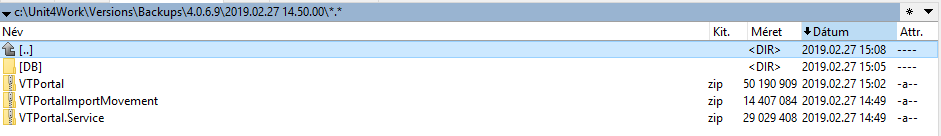 c:\Unit4Work\Versions\Backups\4.0.6.9\2019.02.27 14.50.00\*.*
Név Kit. Méret Dátum Attr.
[..] <DIR> 2019.02.27 15:08 ----
[DB] <DIR> 2019.02.27 15:05 ----
VTPortal zip 50 190 909 2019.02.27 15:02 -a--
VTPortalImportMovement zip 14 407 084 2019.02.27 14:49 -a--
VTPortal.Service zip 29 029 408 2019.02.27 14:49 -a--